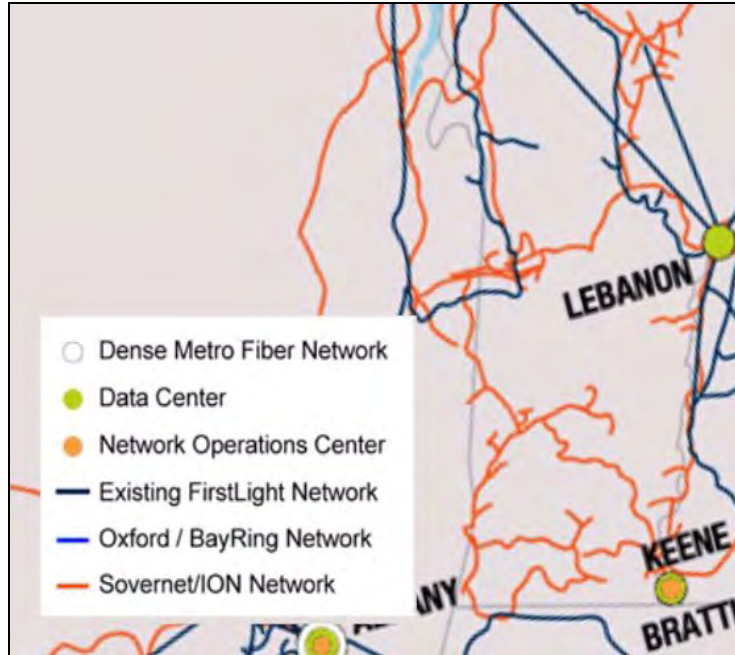 LEBANON
Dense Metro Fiber Network
Data Center
Network Operations Center
Existing FirstLight Network
Oxford / BayRing Network
Sovernet/ION Network
KEENE